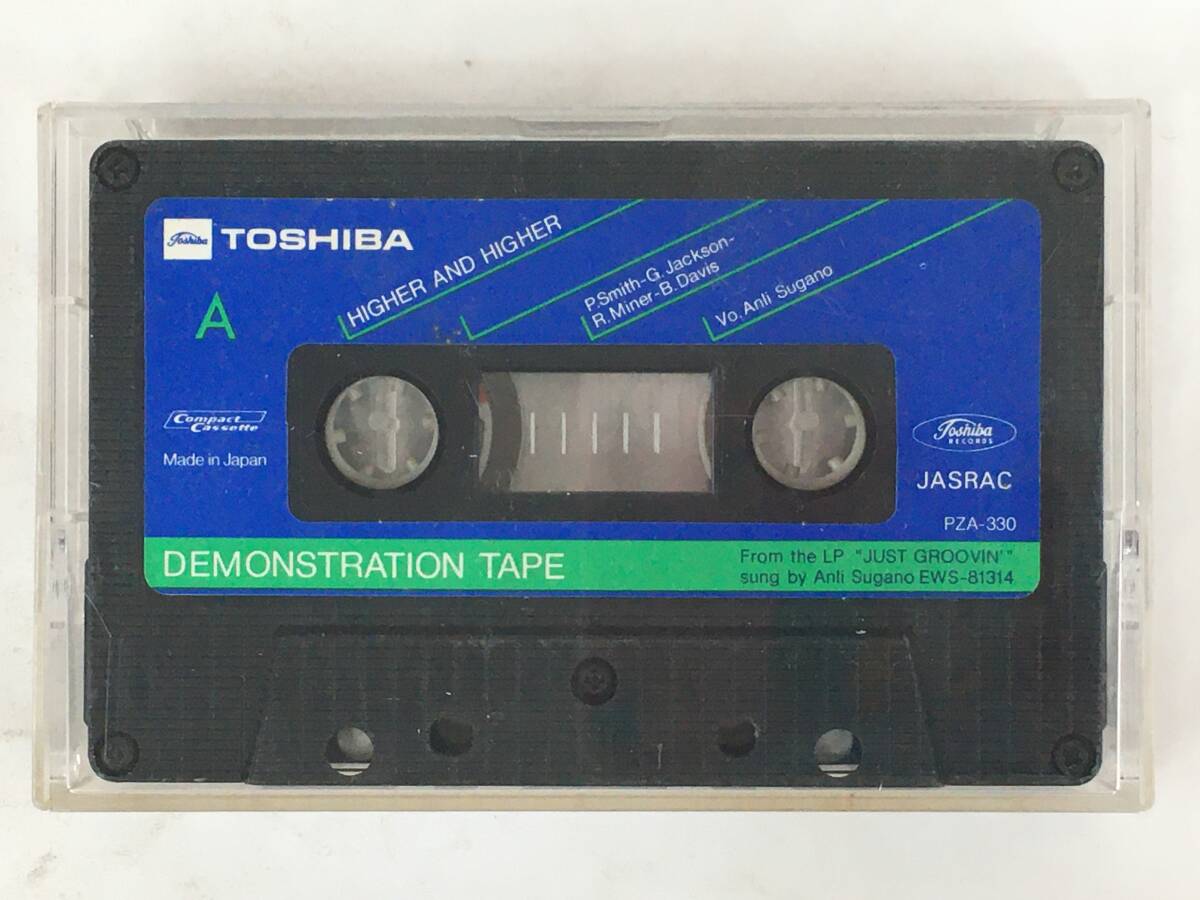 Toshiba TOSHIBA
A
HIGHER AND HIGHER
P.Smith-G.Jackson-
R.Miner-B.Davis
Vo,Anli Sugano
Compact
Cassette
Made in Japan
Toshiba
RECORDS
JASRAC
PZA-330
DEMONSTRATION TAPE
From the LP "JUST GROOVIN'"
sung by Anli Sugano EWS-81314